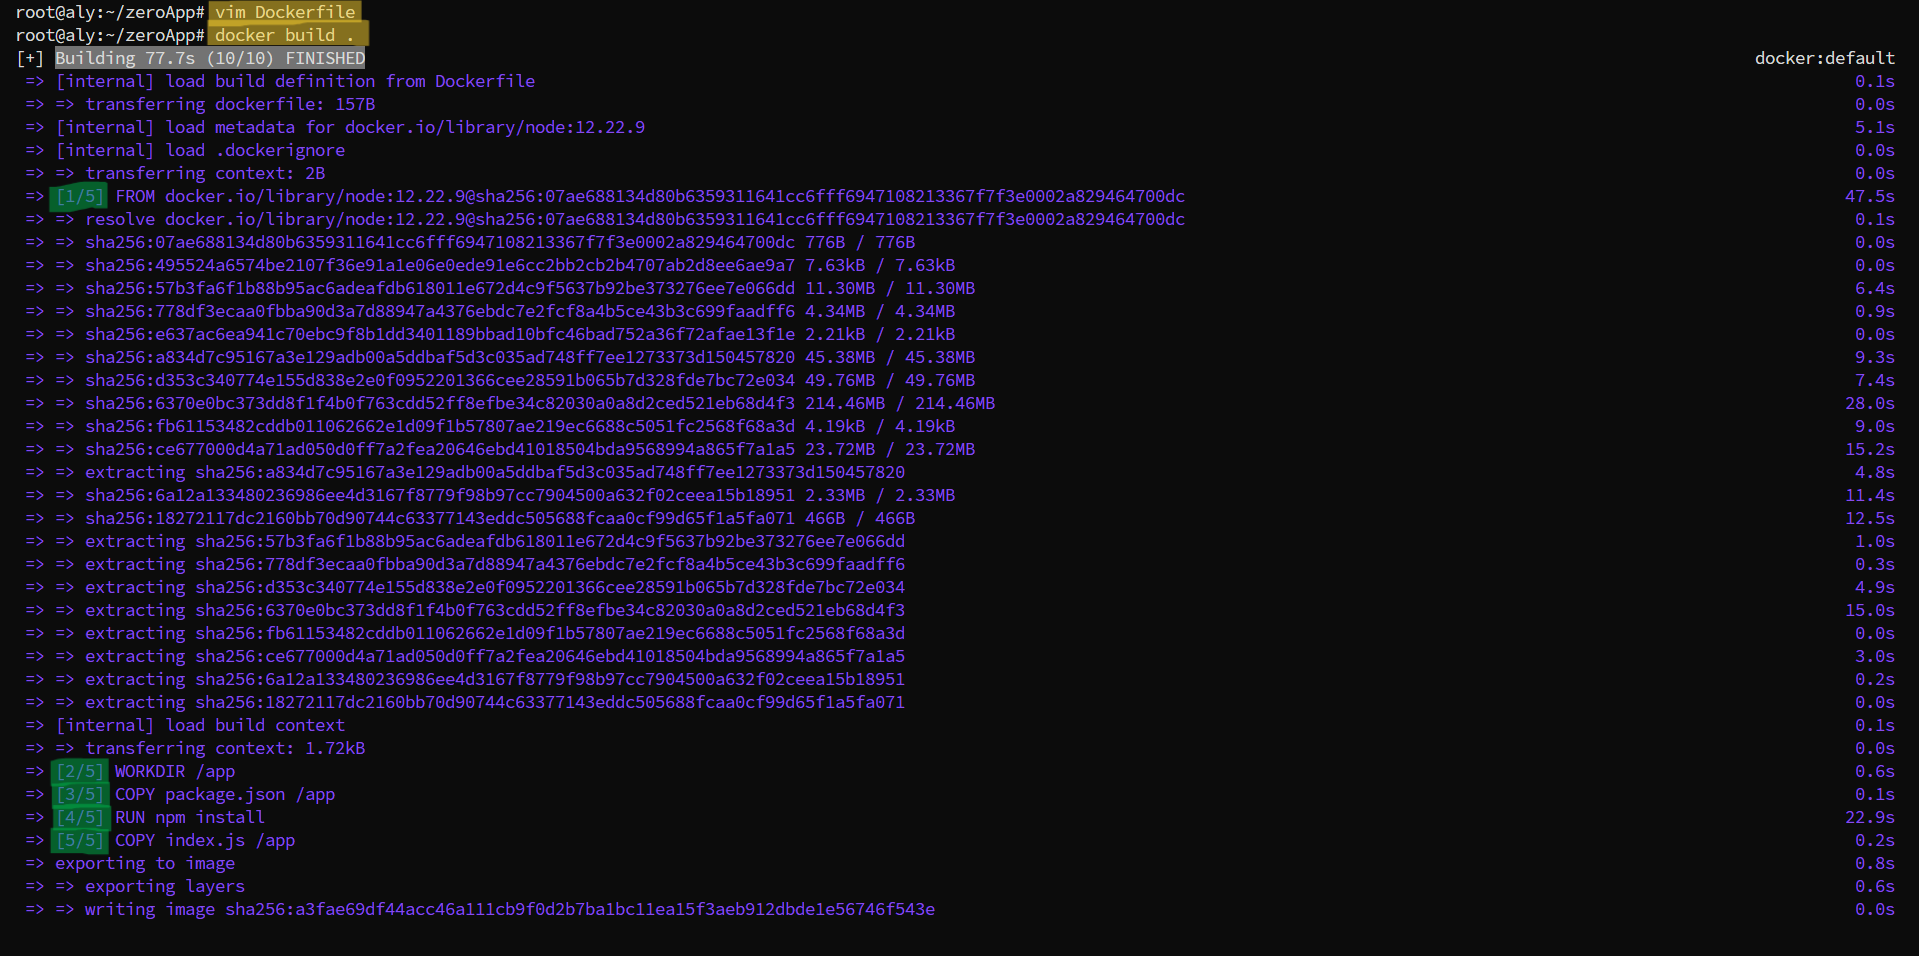 root@aly:~/zeroApp# vim Dockerfile
root@aly:~/zeroApp# docker build .
[+] Building 77.7s (10/10) FINISHED docker:default
=> [internal] load build definition from Dockerfile 0.1s
=> => transferring dockerfile: 157B 0.0s
=> [internal] load metadata for docker.io/library/node:12.22.9 5.1s
=> [internal] load .dockerignore 0.0s
=> => transferring context: 2B 0.0s
=> [1/5] FROM docker.io/library/node:12.22.9@sha256:07ae688134d80b6359311641cc6fff6947108213367f7f3e0002a829464700dc 47.5s
=> => resolve docker.io/library/node:12.22.9@sha256:07ae688134d80b6359311641cc6fff6947108213367f7f3e0002a829464700dc 0.1s
=> => sha256:07ae688134d80b6359311641cc6fff6947108213367f7f3e0002a829464700dc 776B / 776B 0.0s
=> => sha256:495524a6574be2107f36e91a1e06e0ede91e6cc2bb2cb2b4707ab2d8ee6ae9a7 7.63kB / 7.63kB 0.0s
=> => sha256:57b3fa6f1b88b95ac6adeafdb618011e672d4c9f5637b92be373276ee7e066dd 11.30MB / 11.30MB 6.4s
=> => sha256:778df3ecaa0fbba90d3a7d88947a4376ebdc7e2fcf8a4b5ce43b3c699faadff6 4.34MB / 4.34MB 0.9s
=> => sha256:e637ac6ea941c70ebc9f8b1dd3401189bbad10bfc46bad752a36f72afae13f1e 2.21kB / 2.21kB 0.0s
=> => sha256:a834d7c95167a3e129adb00a5ddbaf5d3c035ad748ff7ee1273373d150457820 45.38MB / 45.38MB 9.3s
=> => sha256:d353c340774e155d838e2e0f0952201366cee28591b065b7d328fde7bc72e034 49.76MB / 49.76MB 7.4s
=> => sha256:6370e0bc373dd8f1f4b0f763cdd52ff8efbe34c82030a0a8d2ced521eb68d4f3 214.46MB / 214.46MB 28.0s
=> => sha256:fb61153482cddb011062662e1d09f1b57807ae219ec6688c5051fc2568f68a3d 4.19kB / 4.19kB 9.0s
=> => sha256:ce677000d4a71ad050d0ff7a2fea20646ebd41018504bda9568994a865f7a1a5 23.72MB / 23.72MB 15.2s
=> => extracting sha256:a834d7c95167a3e129adb00a5ddbaf5d3c035ad748ff7ee1273373d150457820 4.8s
=> => sha256:6a12a133480236986ee4d3167f8779f98b97cc7904500a632f02ceea15b18951 2.33MB / 2.33MB 11.4s
=> => sha256:18272117dc2160bb70d90744c63377143eddc505688fcaa0cf99d65f1a5fa071 466B / 466B 12.5s
=> => extracting sha256:57b3fa6f1b88b95ac6adeafdb618011e672d4c9f5637b92be373276ee7e066dd 1.0s
=> => extracting sha256:778df3ecaa0fbba90d3a7d88947a4376ebdc7e2fcf8a4b5ce43b3c699faadff6 0.3s
=> => extracting sha256:d353c340774e155d838e2e0f0952201366cee28591b065b7d328fde7bc72e034 4.9s
=> => extracting sha256:6370e0bc373dd8f1f4b0f763cdd52ff8efbe34c82030a0a8d2ced521eb68d4f3 15.0s
=> => extracting sha256:fb61153482cddb011062662e1d09f1b57807ae219ec6688c5051fc2568f68a3d 0.0s
=> => extracting sha256:ce677000d4a71ad050d0ff7a2fea20646ebd41018504bda9568994a865f7a1a5 3.0s
=> => extracting sha256:6a12a133480236986ee4d3167f8779f98b97cc7904500a632f02ceea15b18951 0.2s
=> => extracting sha256:18272117dc2160bb70d90744c63377143eddc505688fcaa0cf99d65f1a5fa071 0.0s
=> [internal] load build context 0.1s
=> => transferring context: 1.72kB 0.0s
=> [2/5] WORKDIR /app 0.6s
=> [3/5] COPY package.json /app 0.1s
=> [4/5] RUN npm install 22.9s
=> [5/5] COPY index.js /app 0.2s
=> exporting to image 0.8s
=> => exporting layers 0.6s
=> => writing image sha256:a3fae69df44acc46a111cb9f0d2b7ba1bc11ea15f3aeb912dbde1e56746f543e 0.0s